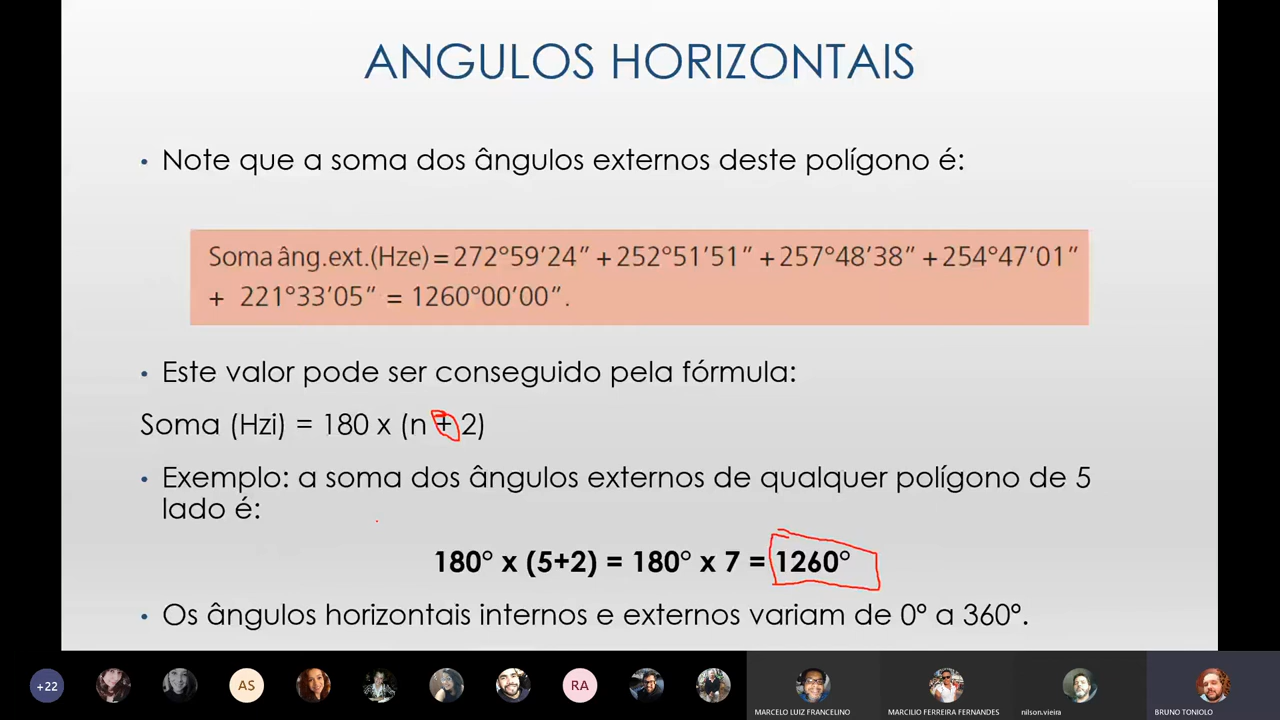 ANGULOS HORIZONTAIS
• Note que a soma dos ângulos externos deste polígono é:
Soma âng.ext.(Hze) = 272°59’24” + 252°51’51” + 257°48’38” + 254°47’01”
+ 221°33’05” = 1260°00’00”.
• Este valor pode ser conseguido pela fórmula:
Soma (Hzi) = 180 x (n + 2)
• Exemplo: a soma dos ângulos externos de qualquer polígono de 5
lado é:
180° x (5+2) = 180° x 7 = 1260°
• Os ângulos horizontais internos e externos variam de 0° a 360°.
+22
AS
RA
MARCELO LUIZ FRANCELINO
MARCILIO FERREIRA FERNANDES
nilson.vieira
BRUNO TONIOLO